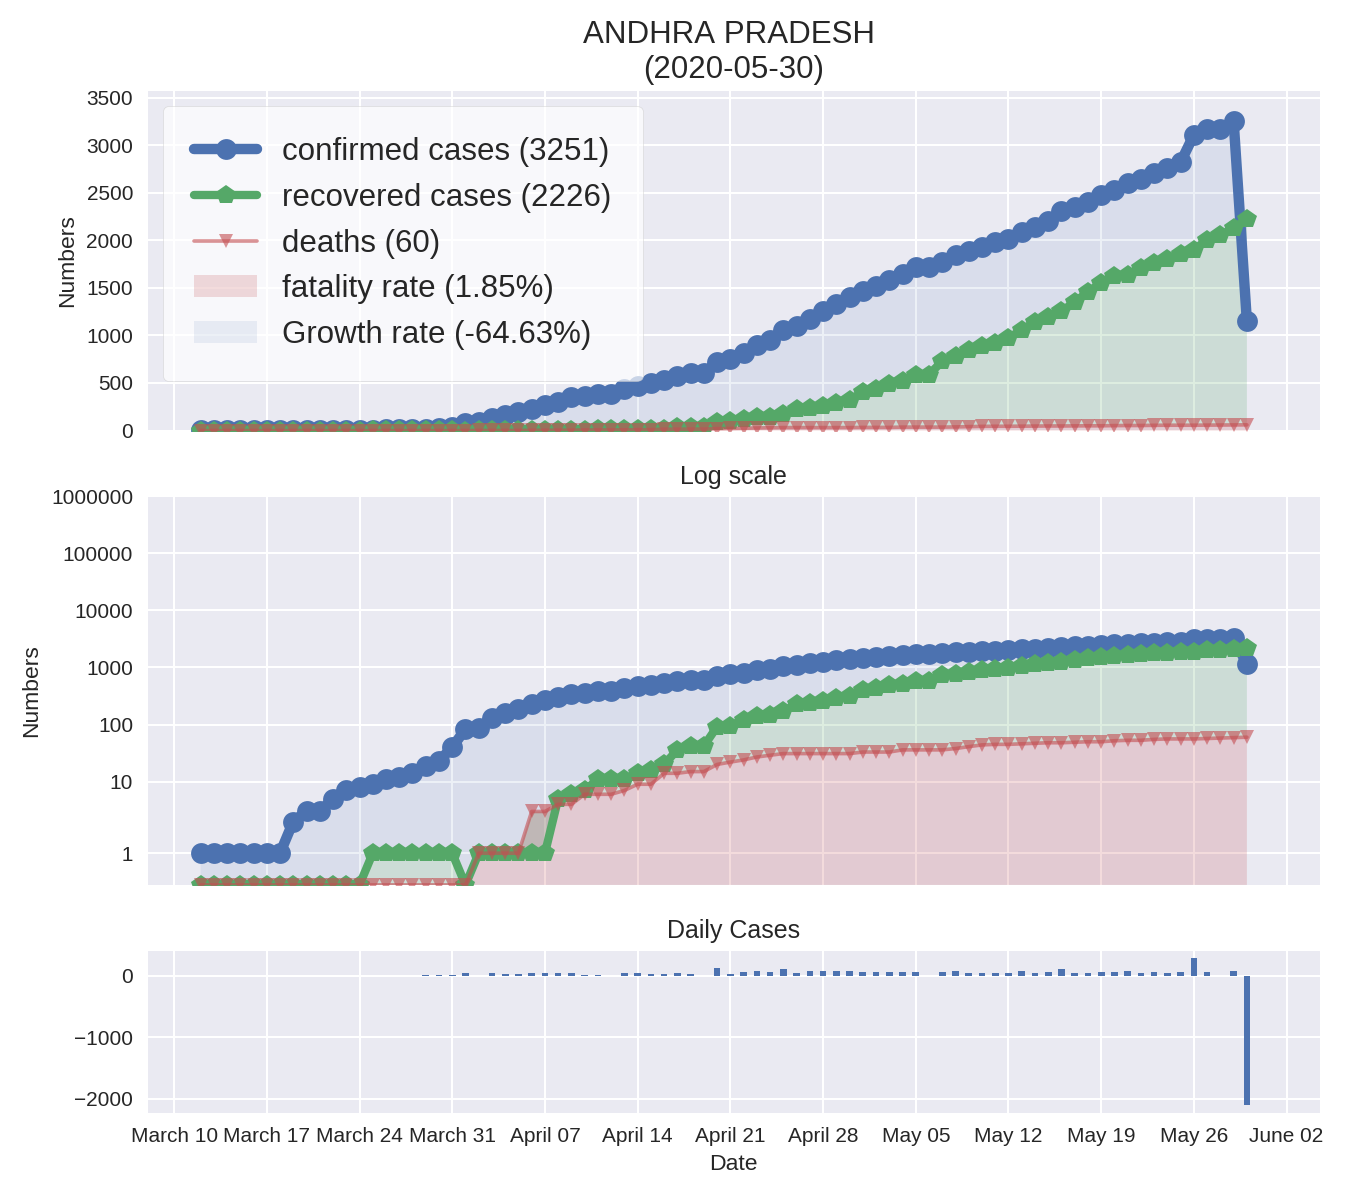 ANDHRA PRADESH
(2020-05-30)
3500
3000
2500
2000
1500
1000
500
0
Numbers
confirmed cases (3251)
recovered cases (2226)
deaths (60)
fatality rate (1.85%)
Growth rate (-64.63%)
Log scale
1000000
100000
10000
1000
100
10
1
Numbers
Daily Cases
0
−1000
−2000
March 10 March 17 March 24 March 31 April 07 April 14 April 21 April 28 May 05 May 12 May 19 May 26 June 02
Date